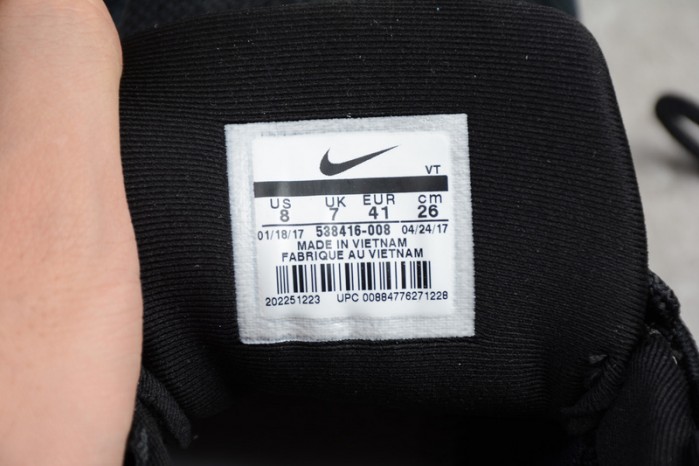 VT
US UK EUR cm
8 7 41 26
01/18/17 538416-008 04/24/17
MADE IN VIETNAM
FABRIQUE AU VIETNAM
202251223 UPC 00884776271228